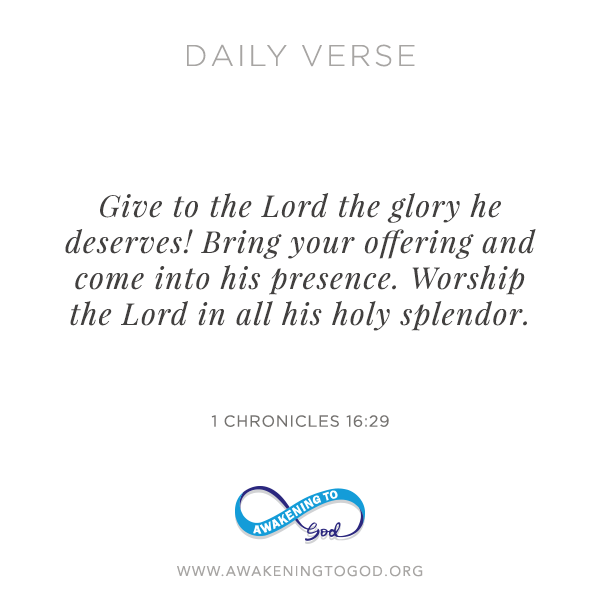 DAILY VERSE
Give to the Lord the glory he
deserves! Bring your offering and
come into his presence. Worship
the Lord in all his holy splendor.
1 CHRONICLES 16:29
AWAKENING TO
God
WWW.AWAKENINGTOGOD.ORG